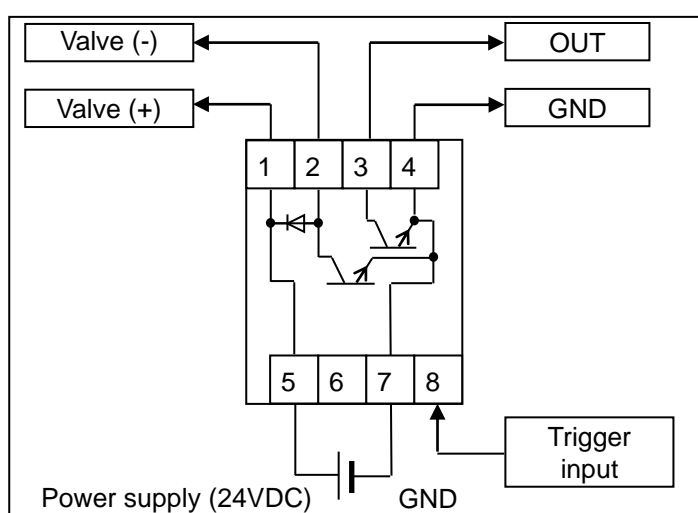 Valve (-)
OUT
Valve (+)
GND
1 2 3 4
5 6 7 8
Trigger
input
Power supply (24VDC)
GND